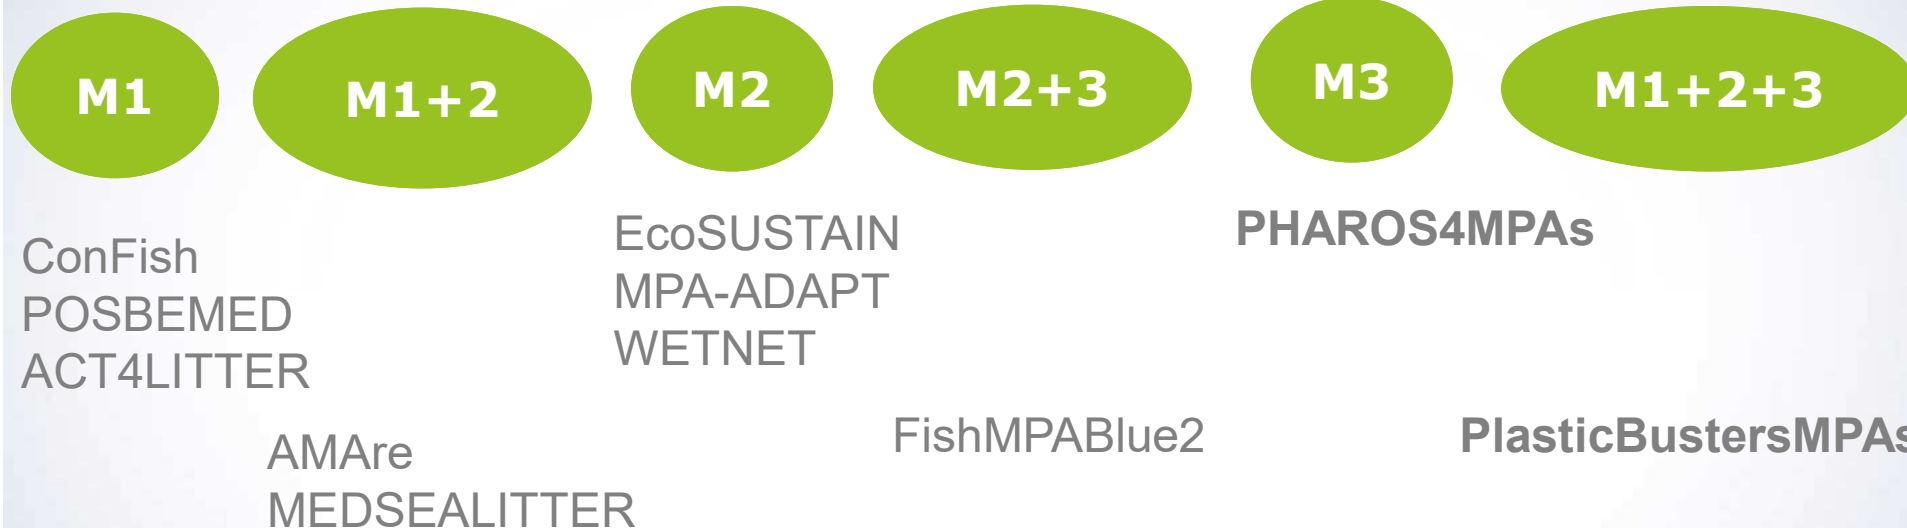 M1
M1+2
M2
M2+3
M3
M1+2+3
ConFish
POSBEMED
ACT4LITTER
AMAre
MEDSEALITTER
EcoSUSTAIN
MPA-ADAPT
WETNET
FishMPABlue2
PHAROS4MPAs
PlasticBustersMPAs